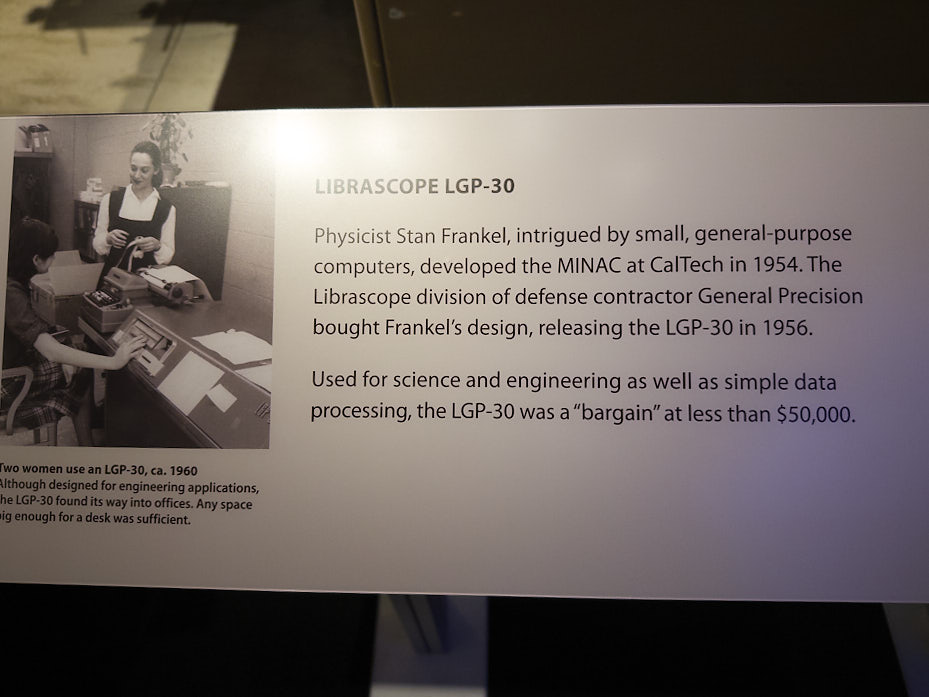 LIBRASCOPE LGP-30
Physicist Stan Frankel, intrigued by small, general-purpose
computers, developed the MINAC at CalTech in 1954. The
Librascope division of defense contractor General Precision
bought Frankel's design, releasing the LGP-30 in 1956.
Used for science and engineering as well as simple data
processing, the LGP-30 was a “bargain” at less than $50,000.
Two women use an LGP-30, ca. 1960
Although designed for engineering applications,
the LGP-30 found its way into offices. Any space
big enough for a desk was sufficient.